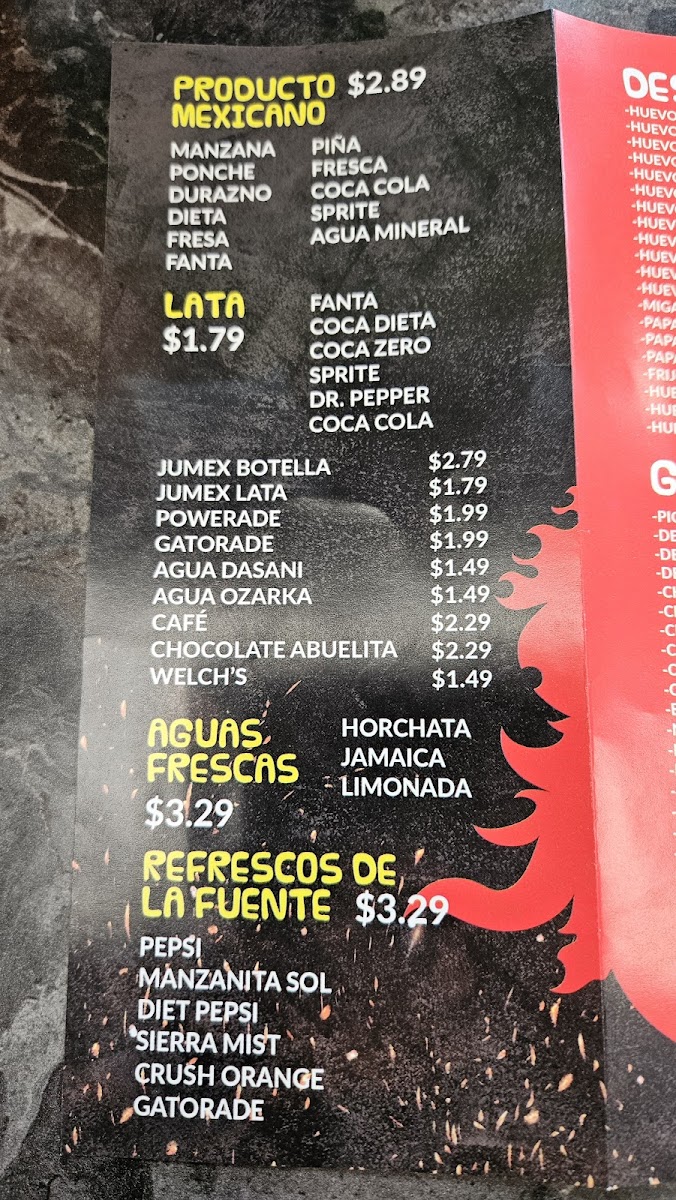 PRODUCTO $2.89
MEXICANO
MANZANA
PONCHE
DURAZNO
DIETA
FRESA
FANTA
PIÑA
FRESCA
COCA COLA
SPRITE
AGUA MINERAL
LATA
$1.79
FANTA
COCA DIETA
COCA ZERO
SPRITE
DR. PEPPER
COCA COLA
JUMEX BOTELLA $2.79
JUMEX LATA $1.79
POWERADE $1.99
GATORADE $1.99
AGUA DASANI $1.49
AGUA OZARKA $1.49
CAFÉ $2.29
CHOCOLATE ABUELITA $2.29
WELCH'S $1.49
AGUAS
FRESCAS
$3.29
HORCHATA
JAMAICA
LIMONADA
REFRESCOS DE
LA FUENTE $3.29
PEPSI
MANZANITA SOL
DIET PEPSI
SIERRA MIST
CRUSH ORANGE
GATORADE